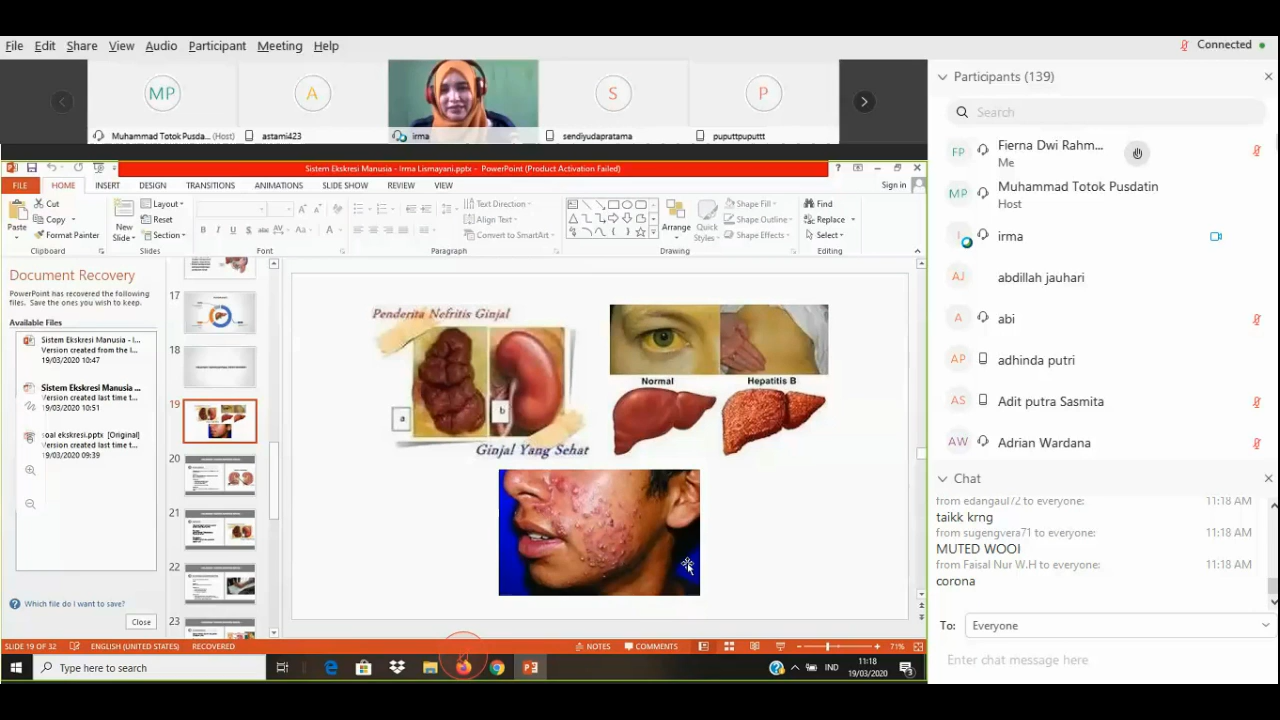 File Edit Share View Audio Participant Meeting Help
Connected
MP
A
S
P
Muhammad Totok Pusda... (Host)
astami423
irma
sendiyudapratama
puputtpuputtt
Sistem Ekskresi Manusia - Irma Lismayani.pptx - PowerPoint (Product Activation Failed)
FILE HOME INSERT DESIGN TRANSITIONS ANIMATIONS SLIDE SHOW REVIEW VIEW
Sign in
Paste
Cut
Copy
Format Painter
Clipboard
New Slide
Layout
Reset
Section
Slides
Font
Text Direction
Align Text
Convert to SmartArt
Paragraph
Arrange
Quick Styles
Shape Fill
Shape Outline
Shape Effects
Drawing
Find
Replace
Select
Editing
Document Recovery
PowerPoint has recovered the following
files. Save the ones you wish to keep.
Available Files
Sistem Ekskresi Manusia - I...
Version created from the l...
19/03/2020 10:47
Sistem Ekskresi Manusia ...
Version created last time t...
19/03/2020 10:51
soal ekskresi.pptx [Original]
Version created last time t...
19/03/2020 09:39
Which file do I want to save?
Close
17
18
19
20
21
22
23
Penderita Nefritis Ginjal
a
b
Ginjal Yang Sehat
Normal
Hepatitis B
SLIDE 19 OF 32
ENGLISH (UNITED STATES)
RECOVERED
NOTES
COMMENTS
71%
Type here to search
IND
11:18
19/03/2020
3
Participants (139)
Search
FP
Fierna Dwi Rahm...
Me
MP
Muhammad Totok Pusdatin
Host
I
irma
AJ
abdillah jauhari
A
abi
AP
adhinda putri
AS
Adit putra Sasmita
AW
Adrian Wardana
Chat
from edangaul72 to everyone: 11:18 AM
taikk krng
from sugengvera71 to everyone: 11:18 AM
MUTED WOOI
from Faisal Nur W.H to everyone: 11:18 AM
corona
To: Everyone
Enter chat message here